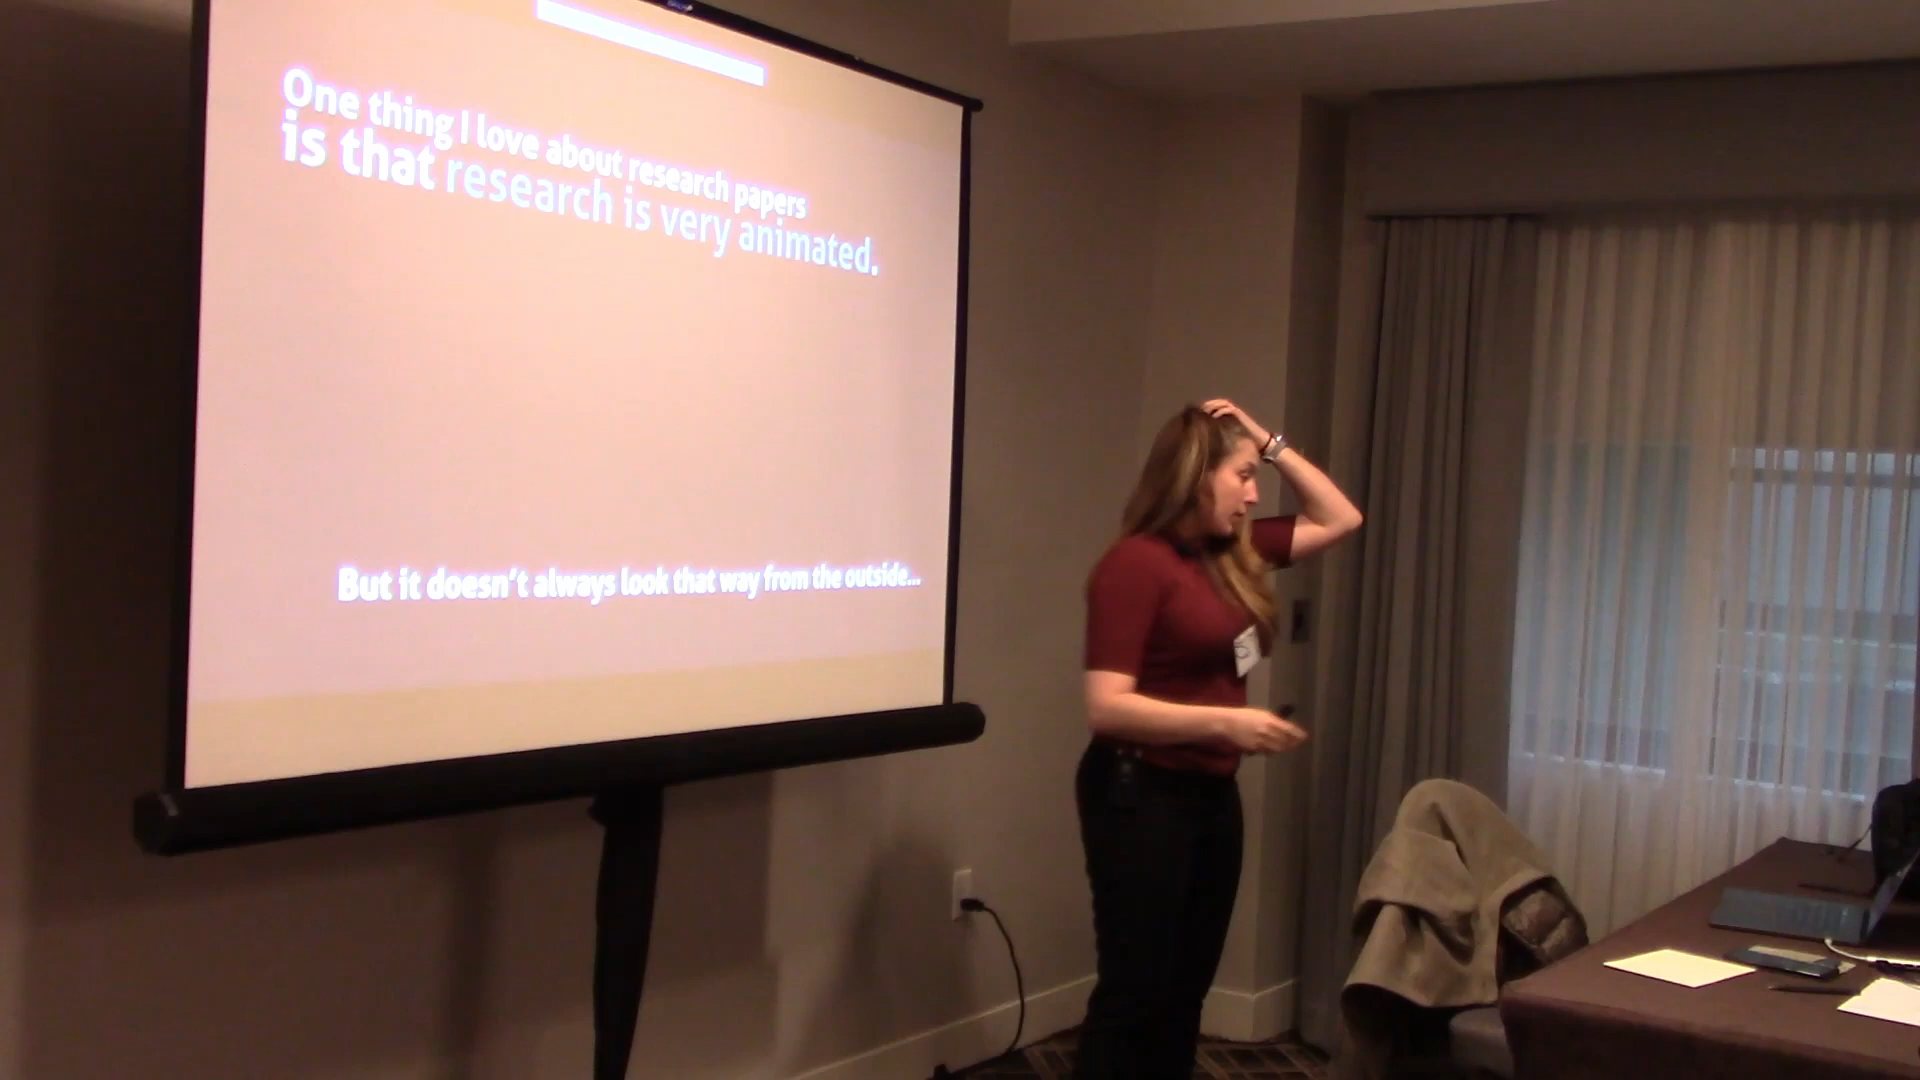 One thing I love about research papers
is that research is very animated.
But it doesn't always look that way from the outside...